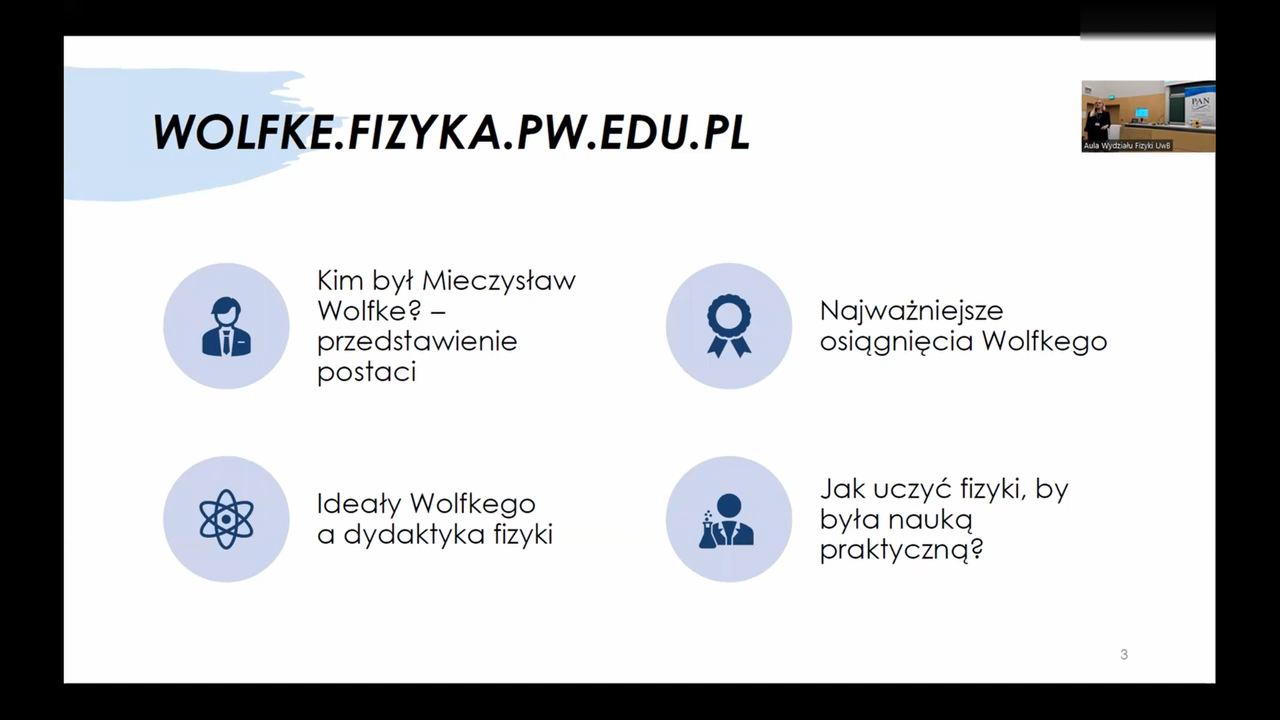 WOLFKE.FIZYKA.PW.EDU.PL
PAN
Aula Wydziału Fizyki UwB
Kim był Mieczysław
Wolfke? –
przedstawienie
postaci
Najważniejsze
osiągnięcia Wolfkego
Ideały Wolfkego
a dydaktyka fizyki
Jak uczyć fizyki, by
była nauką
praktyczną?
3